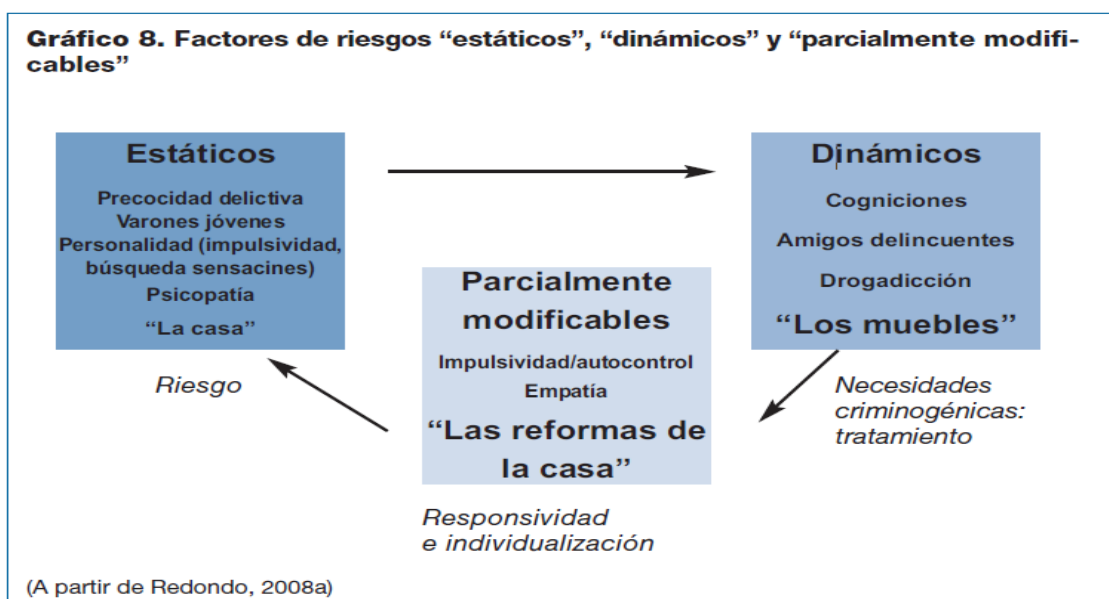 Gráfico 8. Factores de riesgos “estáticos”, “dinámicos” y “parcialmente modifi-
cables”
Estáticos
Precocidad delictiva
Varones jóvenes
Personalidad (impulsividad,
búsqueda sensacines)
Psicopatía
“La casa”
Riesgo
Parcialmente
modificables
Impulsividad/autocontrol
Empatía
“Las reformas de
la casa”
Responsividad
e individualización
Dinámicos
Cogniciones
Amigos delincuentes
Drogadicción
“Los muebles”
Necesidades
criminogénicas:
tratamiento
(A partir de Redondo, 2008a)